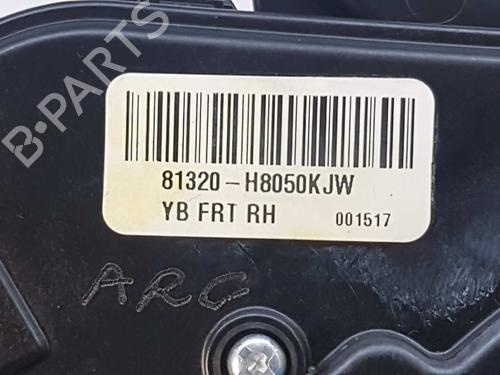 B-PARTS
81320-H8050KJW
YB FRT RH 001517
ARC